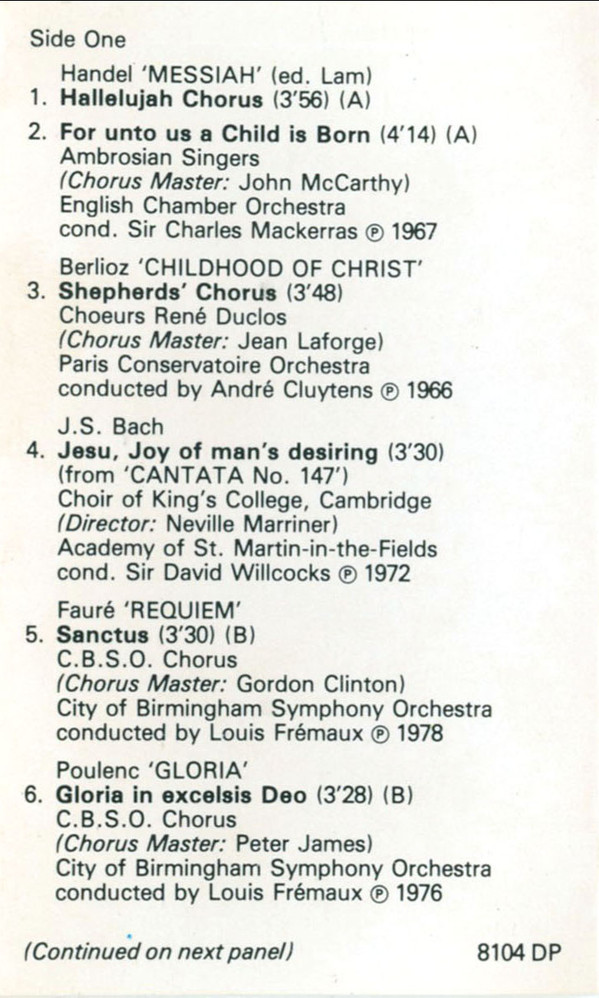 Side One
Handel 'MESSIAH' (ed. Lam)
1. Hallelujah Chorus (3'56) (A)
2. For unto us a Child is Born (4'14) (A)
Ambrosian Singers
(Chorus Master: John McCarthy)
English Chamber Orchestra
cond. Sir Charles Mackerras ℗ 1967
Berlioz 'CHILDHOOD OF CHRIST'
3. Shepherds' Chorus (3'48)
Choeurs René Duclos
(Chorus Master: Jean Laforge)
Paris Conservatoire Orchestra
conducted by André Cluytens ℗ 1966
J.S. Bach
4. Jesu, Joy of man's desiring (3'30)
(from 'CANTATA No. 147')
Choir of King's College, Cambridge
(Director: Neville Marriner)
Academy of St. Martin-in-the-Fields
cond. Sir David Willcocks ℗ 1972
Fauré 'REQUIEM'
5. Sanctus (3'30) (B)
C.B.S.O. Chorus
(Chorus Master: Gordon Clinton)
City of Birmingham Symphony Orchestra
conducted by Louis Frémaux ℗ 1978
Poulenc 'GLORIA'
6. Gloria in excelsis Deo (3'28) (B)
C.B.S.O. Chorus
(Chorus Master: Peter James)
City of Birmingham Symphony Orchestra
conducted by Louis Frémaux ℗ 1976
(Continued on next panel) 8104 DP